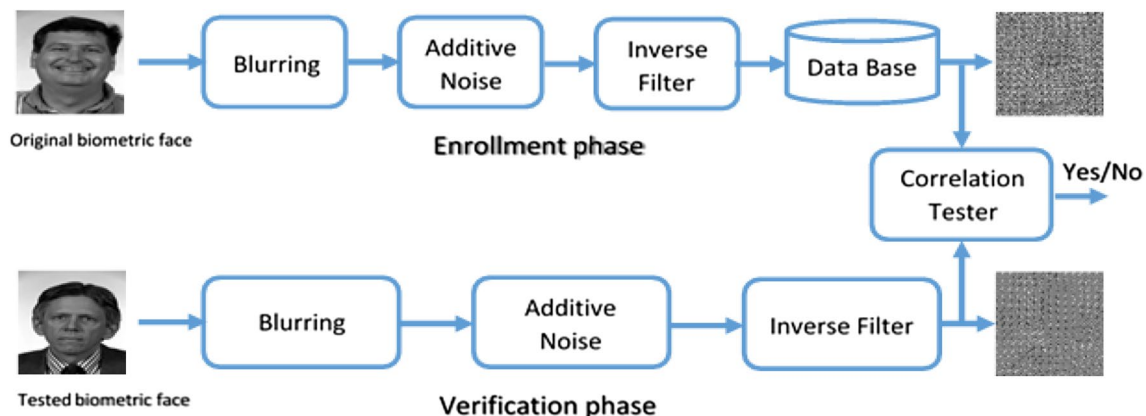 Blurring
Additive
Noise
Inverse
Filter
Data Base
Original biometric face
Enrollment phase
Correlation
Tester
Yes/No
Blurring
Additive
Noise
Inverse Filter
Tested biometric face
Verification phase